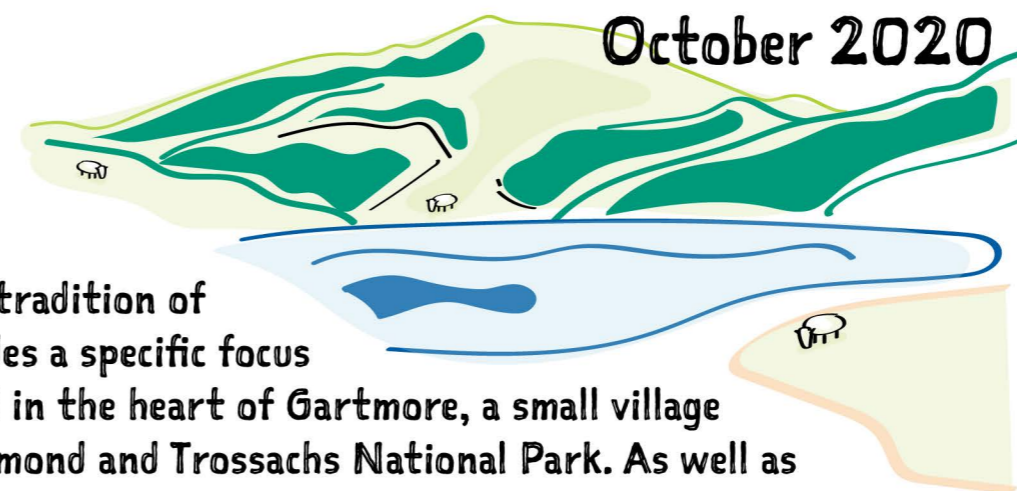 October 2020
tradition of
es a specific focus
in the heart of Gartmore, a small village
mond and Trossachs National Park. As well as